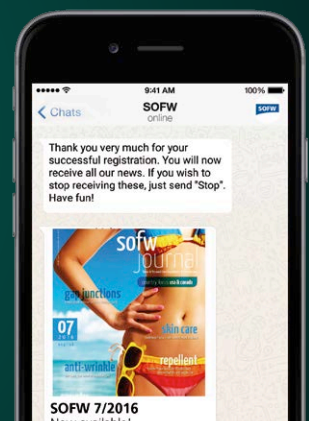 9:41 AM
100%
Chats
SOFW
online
SOFW
Thank you very much for your
successful registration. You will now
receive all our news. If you wish to
stop receiving these, just send "Stop".
Have fun!
sofw
journal
gap junctions
07
2016
skin care
anti-wrinkle
repellent
SOFW 7/2016
Now available!